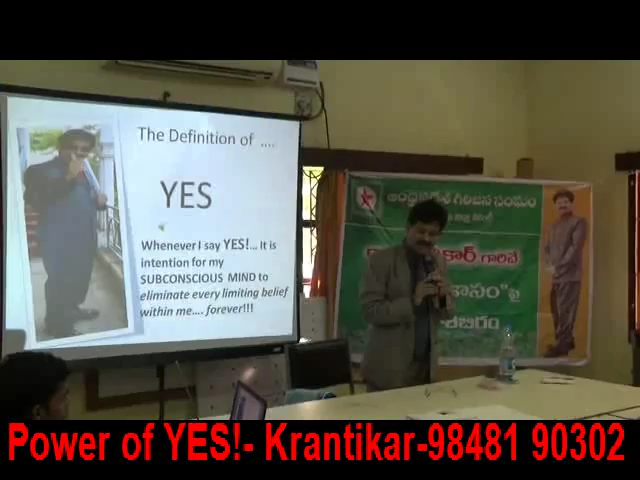 The Definition of ....
YES
Whenever I say YES!... It is
intention for my
SUBCONSCIOUS MIND to
eliminate every limiting belief
within me.... forever!!!
గిరిజన సంఘం
కార్ గారిచే
Power of YES!- Krantikar-98481 90302